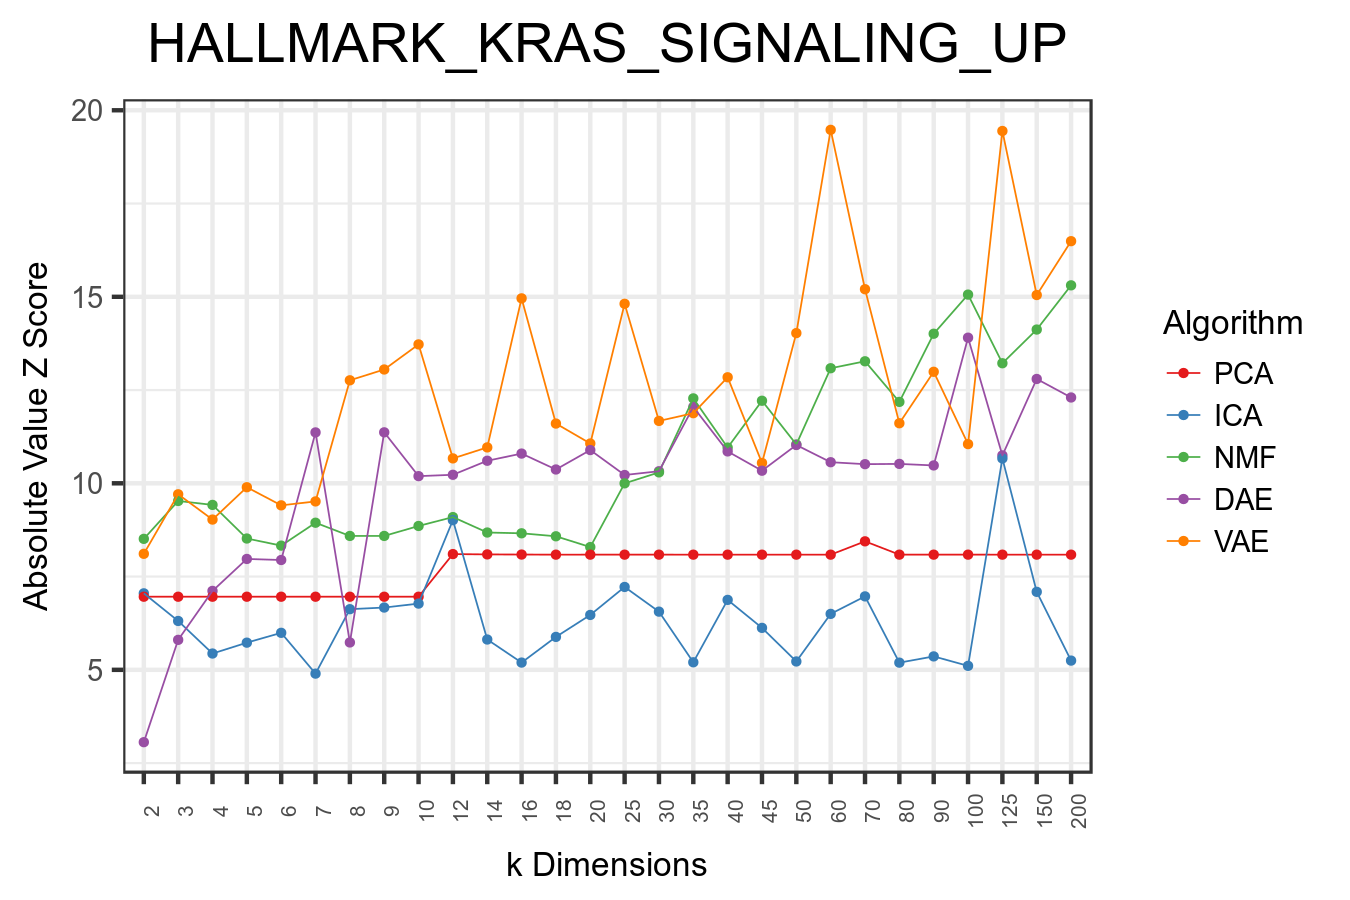 HALLMARK_KRAS_SIGNALING_UP
Absolute Value Z Score
20
15
10
5
2 3 4 5 6 7 8 9 10 12 14 16 18 20 25 30 35 40 45 50 60 70 80 90 100 125 150 200
k Dimensions
Algorithm
PCA
ICA
NMF
DAE
VAE